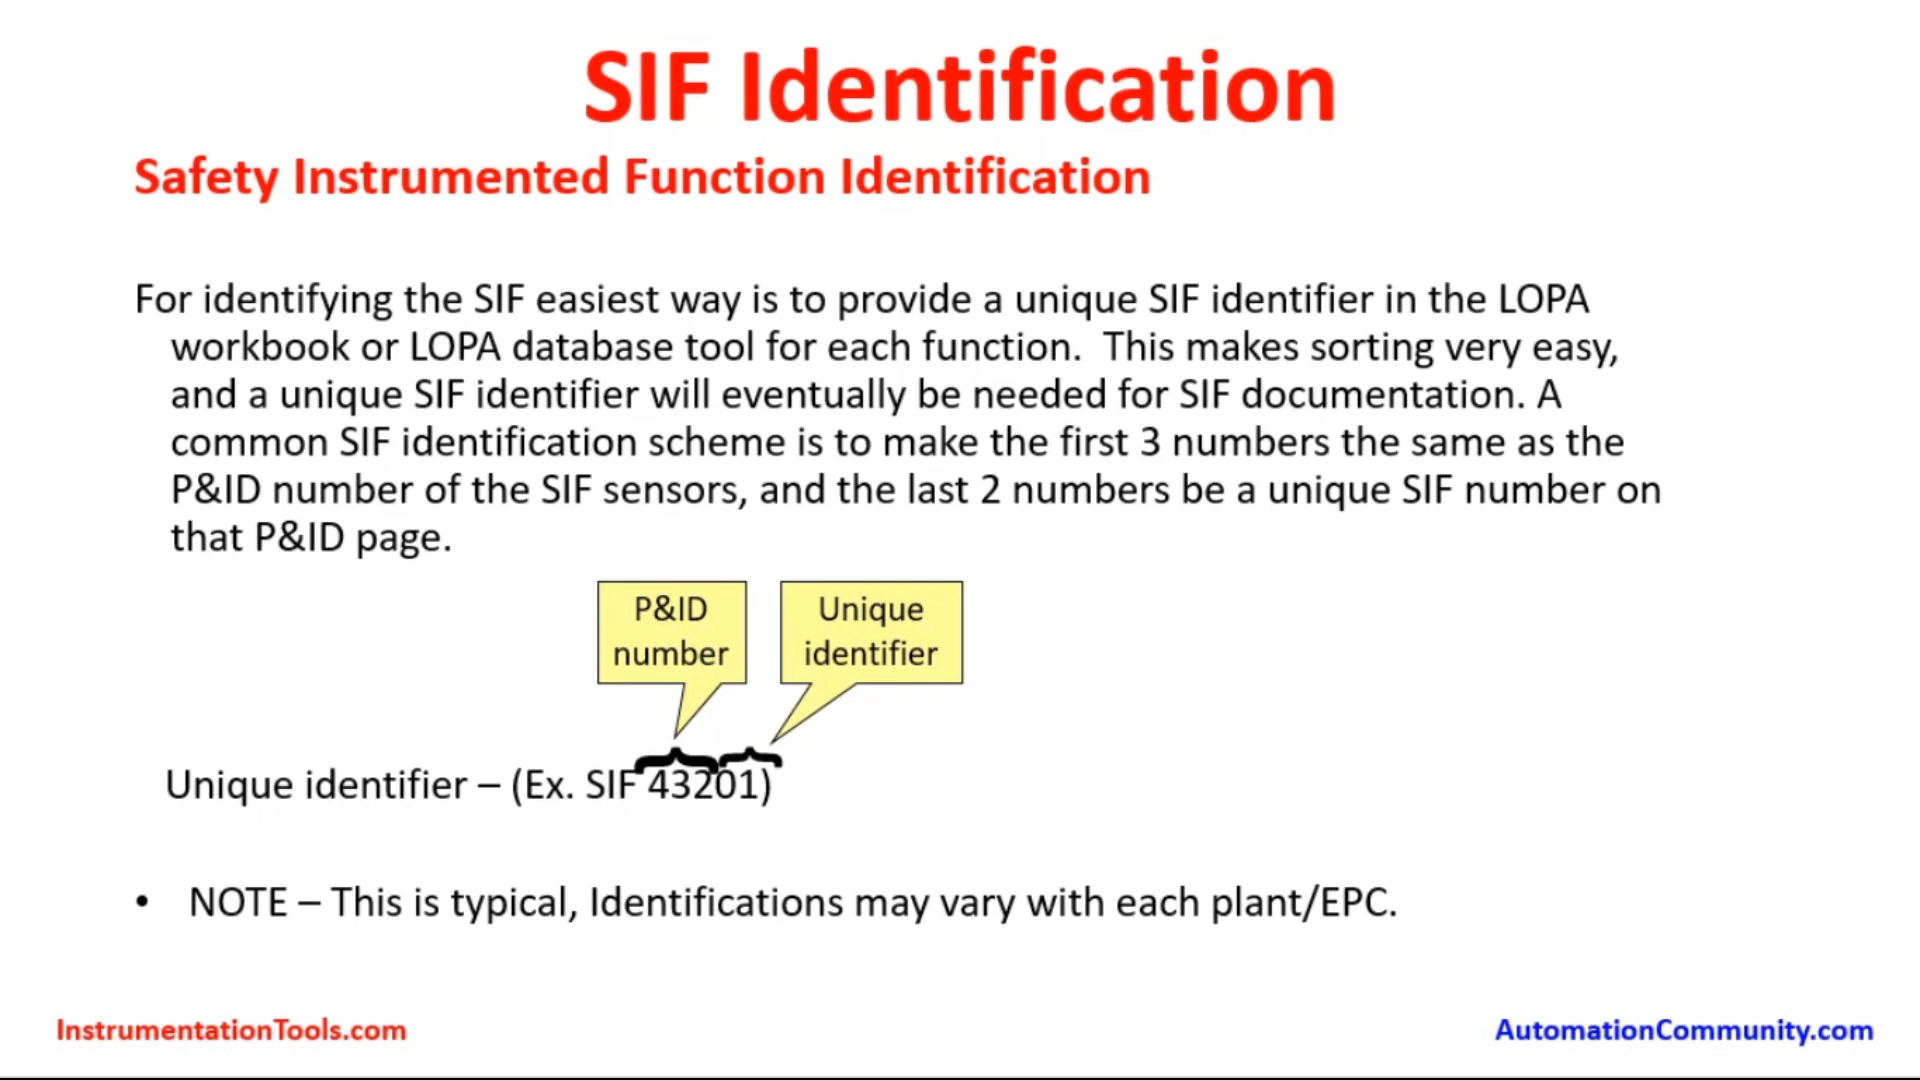 SIF Identification
Safety Instrumented Function Identification
For identifying the SIF easiest way is to provide a unique SIF identifier in the LOPA
workbook or LOPA database tool for each function.  This makes sorting very easy,
and a unique SIF identifier will eventually be needed for SIF documentation. A
common SIF identification scheme is to make the first 3 numbers the same as the
P&ID number of the SIF sensors, and the last 2 numbers be a unique SIF number on
that P&ID page.
P&ID
number
Unique
identifier
Unique identifier – (Ex. SIF 43201)
• NOTE – This is typical, Identifications may vary with each plant/EPC.
InstrumentationTools.com
AutomationCommunity.com